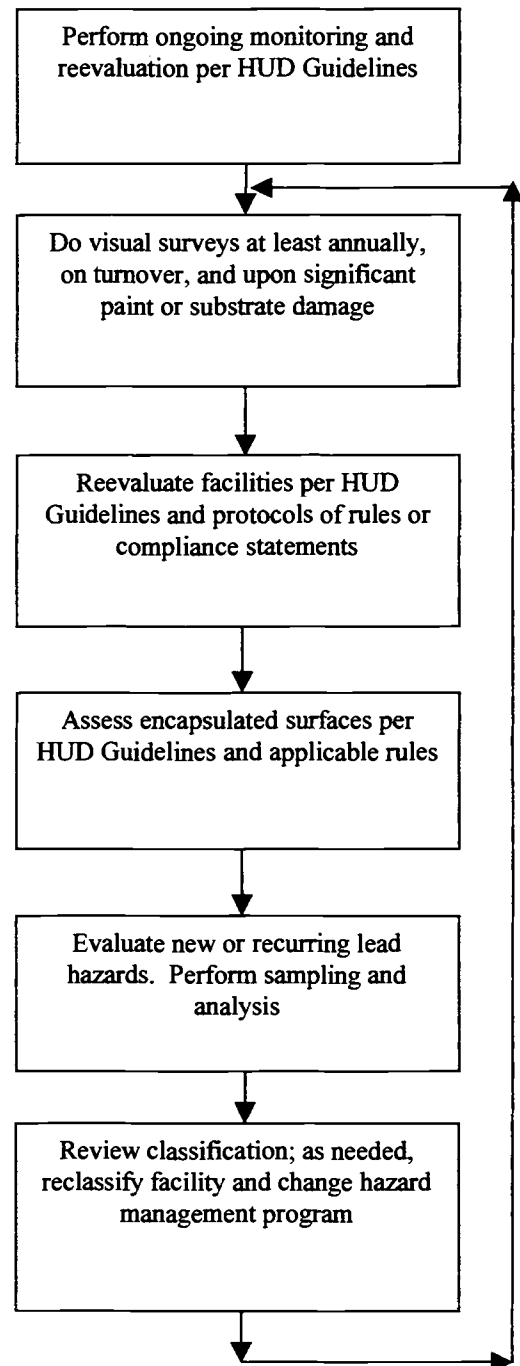 Perform ongoing monitoring and
reevaluation per HUD Guidelines
Do visual surveys at least annually,
on turnover, and upon significant
paint or substrate damage
Reevaluate facilities per HUD
Guidelines and protocols of rules or
compliance statements
Assess encapsulated surfaces per
HUD Guidelines and applicable rules
Evaluate new or recurring lead
hazards. Perform sampling and
analysis
Review classification; as needed,
reclassify facility and change hazard
management program